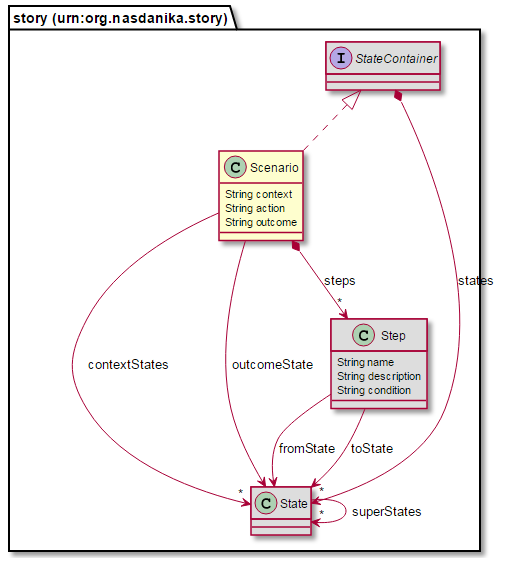 story (urn:org.nasdanika.story)
I StateContainer
C Scenario
String context
String action
String outcome
steps
states
*
C Step
String name
String description
String condition
contextStates
outcomeState
fromState
toState
*
*
C State
*
superStates